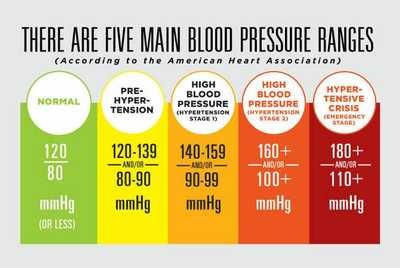 THERE ARE FIVE MAIN BLOOD PRESSURE RANGES
(According to the American Heart Association)
NORMAL
120
80
mmHg
(OR LESS)
PRE-
HYPER-
TENSION
120-139
AND/OR
80-90
mmHg
HIGH
BLOOD
PRESSURE
(HYPERTENSION
STAGE 1)
140-159
AND/OR
90-99
mmHg
HIGH
BLOOD
PRESSURE
(HYPERTENSION
STAGE 2)
160+
AND/OR
100+
mmHg
HYPER-
TENSIVE
CRISIS
(EMERGENCY
STAGE)
180+
AND/OR
110+
mmHg